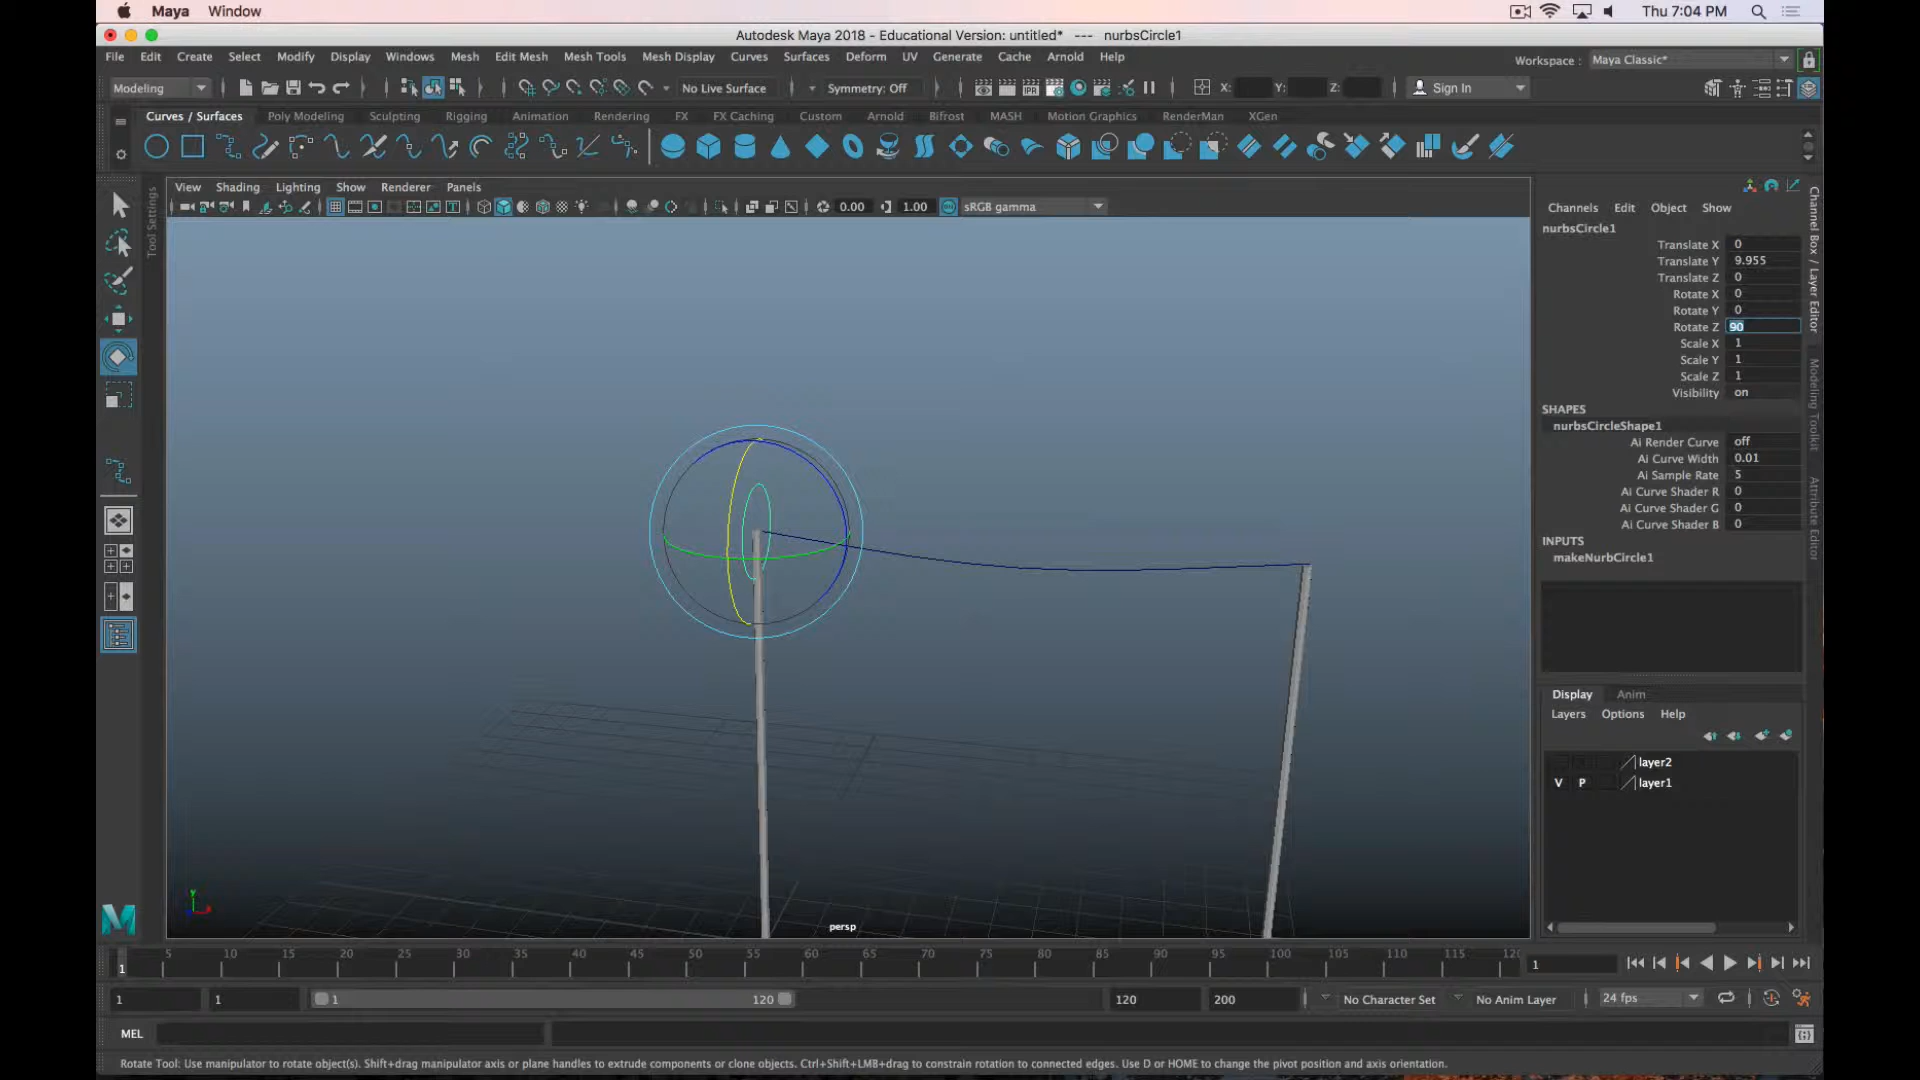 Maya Window Thu 7:04 PM
Autodesk Maya 2018 - Educational Version: untitled* --- nurbsCircle1
File Edit Create Select Modify Display Windows Mesh Edit Mesh Mesh Tools Mesh Display Curves Surfaces Deform UV Generate Cache Arnold Help Workspace : Maya Classic*
Modeling No Live Surface Symmetry: Off X: Y: Z: Sign In
Curves / Surfaces Poly Modeling Sculpting Rigging Animation Rendering FX FX Caching Custom Arnold Bifrost MASH Motion Graphics RenderMan XGen
Tool Settings
View Shading Lighting Show Renderer Panels
0.00 1.00 sRGB gamma
Channels Edit Object Show
nurbsCircle1
Translate X 0
Translate Y 9.955
Translate Z 0
Rotate X 0
Rotate Y 0
Rotate Z 90
Scale X 1
Scale Y 1
Scale Z 1
Visibility on
SHAPES
nurbsCircleShape1
Ai Render Curve off
Ai Curve Width 0.01
Ai Sample Rate 5
Ai Curve Shader R 0
Ai Curve Shader G 0
Ai Curve Shader B 0
INPUTS
makeNurbCircle1
Channel Box / Layer Editor
Modeling Toolkit
Attribute Editor
Display Anim
Layers Options Help
layer2
V P layer1
y
persp
1 5 10 15 20 25 30 35 40 45 50 55 60 65 70 75 80 85 90 95 100 105 110 115 120 1
1 1 1 120 120 200 No Character Set No Anim Layer 24 fps
MEL
Rotate Tool: Use manipulator to rotate object(s). Shift+drag manipulator axis or plane handles to extrude components or clone objects. Ctrl+Shift+LMB+drag to constrain rotation to connected edges. Use D or HOME to change the pivot position and axis orientation.